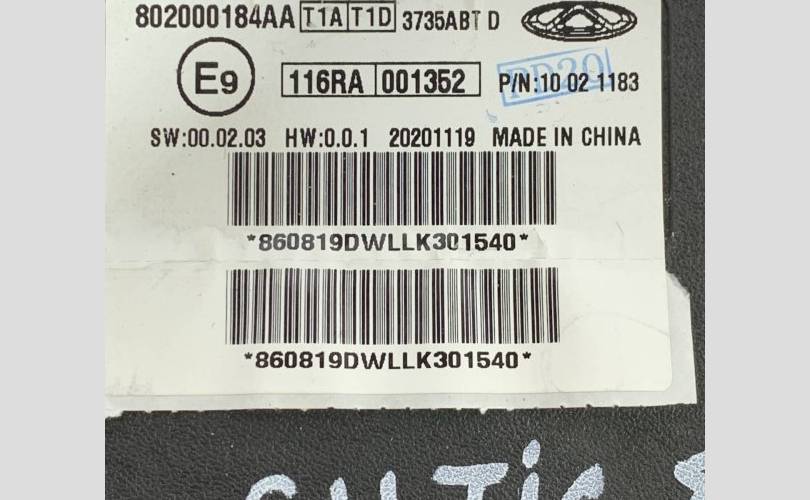 802000184AA T1A T1D 3735ABT D
E9 116RA 001352 PD20 P/N:10 02 1183
SW:00.02.03 HW:0.0.1 20201119 MADE IN CHINA
*860819DWLLK301540*
*860819DWLLK301540*